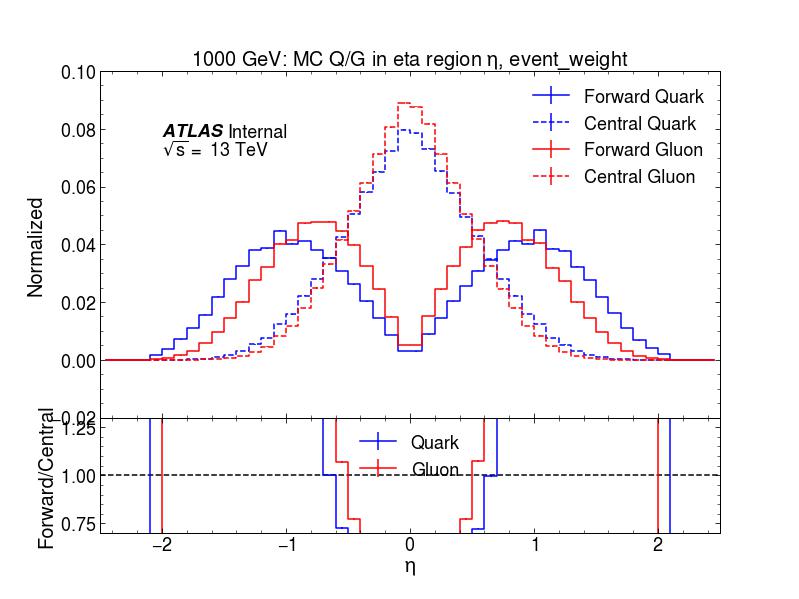 1000 GeV: MC Q/G in eta region η, event_weight
0.10
0.08
0.06
0.04
0.02
0.00
−0.02
Normalized
ATLAS Internal
√s = 13 TeV
Forward Quark
Central Quark
Forward Gluon
Central Gluon
1.25
1.00
0.75
Forward/Central
Quark
Gluon
−2 −1 0 1 2
η